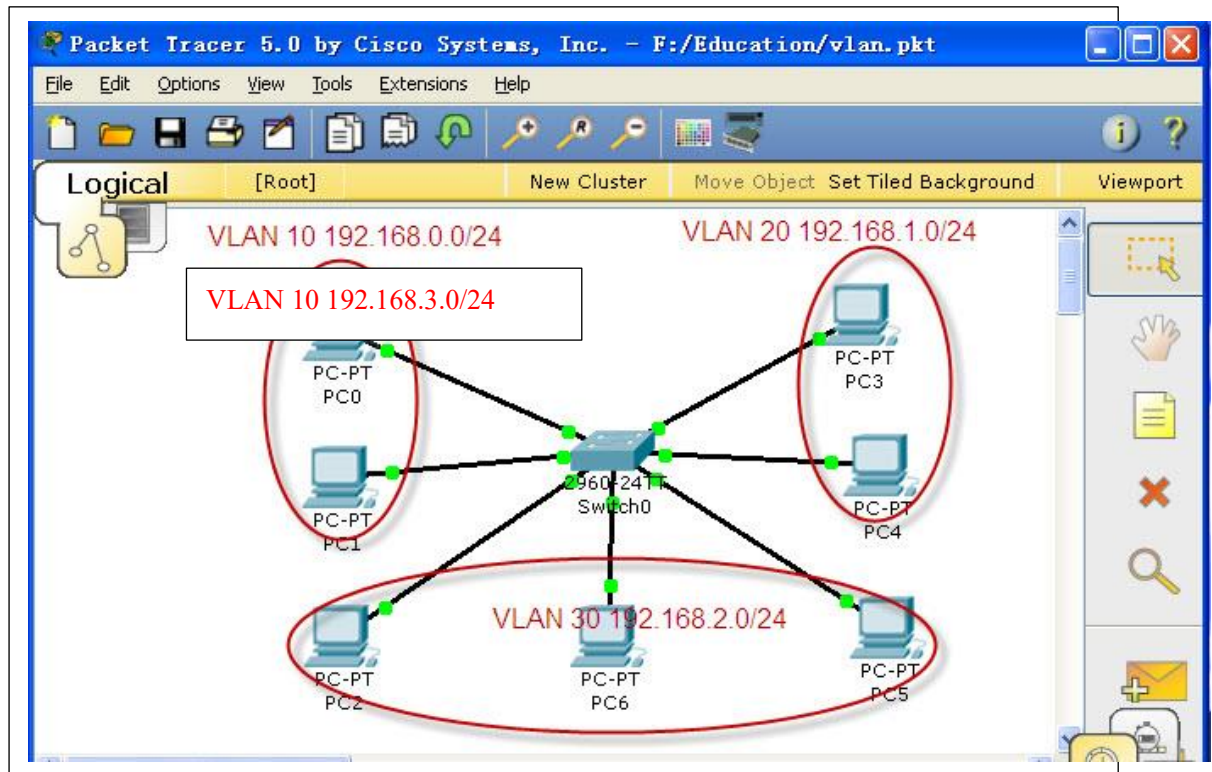 Packet Tracer 5.0 by Cisco Systems, Inc. - F:/Education/vlan.pkt
File Edit Options View Tools Extensions Help
Logical [Root] New Cluster Move Object Set Tiled Background Viewport
VLAN 10 192.168.0.0/24
VLAN 20 192.168.1.0/24
VLAN 10 192.168.3.0/24
PC-PT
PC0
PC-PT
PC3
2960-24TT
Switch0
PC-PT
PC1
PC-PT
PC4
VLAN 30 192.168.2.0/24
PC-PT
PC2
PC-PT
PC6
PC-PT
PC5